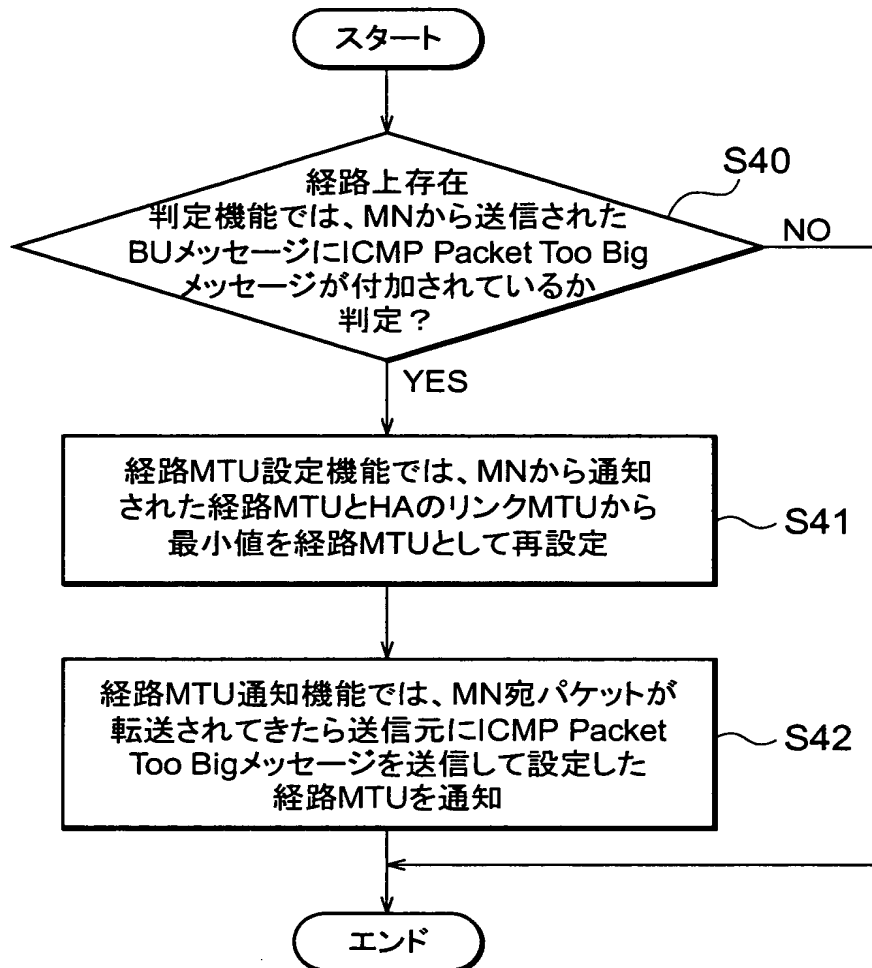 スタート
S40
経路上存在
判定機能では、MNから送信された
BUメッセージにICMP Packet Too Big
メッセージが付加されているか
判定?
NO
YES
経路MTU設定機能では、MNから通知
された経路MTUとHAのリンクMTUから
最小値を経路MTUとして再設定
S41
経路MTU通知機能では、MN宛パケットが
転送されてきたら送信元にICMP Packet
Too Bigメッセージを送信して設定した
経路MTUを通知
S42
エンド